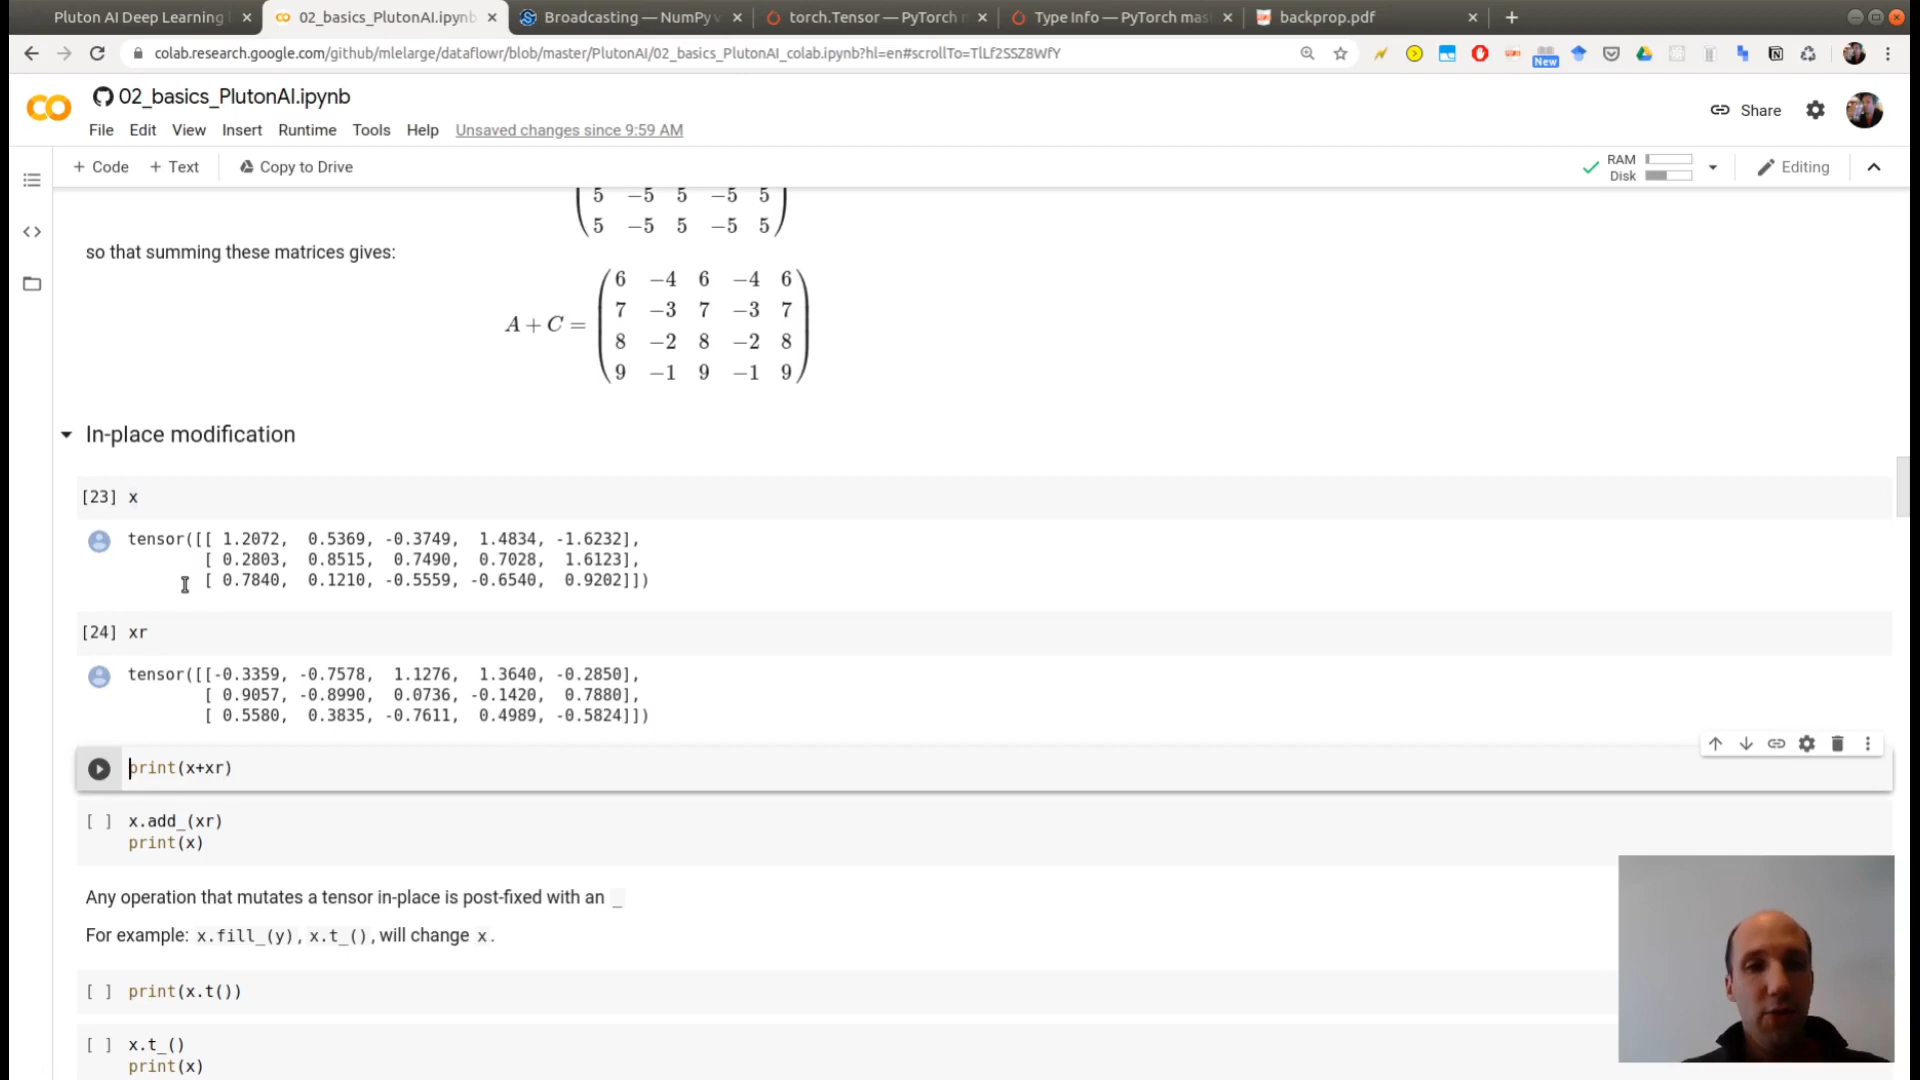 Pluton AI Deep Learning
02_basics_PlutonAI.ipynb
Broadcasting — NumPy v
torch.Tensor — PyTorch m
Type Info — PyTorch mas
backprop.pdf
colab.research.google.com/github/mlelarge/dataflowr/blob/master/PlutonAI/02_basics_PlutonAI_colab.ipynb?hl=en#scrollTo=TlLf2SSZ8WfY
New
02_basics_PlutonAI.ipynb
Share
File Edit View Insert Runtime Tools Help Unsaved changes since 9:59 AM
+ Code + Text Copy to Drive
RAM
Disk
Editing
5 −5 5 −5 5
5 −5 5 −5 5
so that summing these matrices gives:
6 −4 6 −4 6
7 −3 7 −3 7
A + C =
8 −2 8 −2 8
9 −1 9 −1 9
In-place modification
[23] x
tensor([[ 1.2072, 0.5369, -0.3749, 1.4834, -1.6232],
[ 0.2803, 0.8515, 0.7490, 0.7028, 1.6123],
[ 0.7840, 0.1210, -0.5559, -0.6540, 0.9202]])
[24] xr
tensor([[-0.3359, -0.7578, 1.1276, 1.3640, -0.2850],
[ 0.9057, -0.8990, 0.0736, -0.1420, 0.7880],
[ 0.5580, 0.3835, -0.7611, 0.4989, -0.5824]])
print(x+xr)
[ ] x.add_(xr)
print(x)
Any operation that mutates a tensor in-place is post-fixed with an _
For example: x.fill_(y), x.t_(), will change x.
[ ] print(x.t())
[ ] x.t_()
print(x)